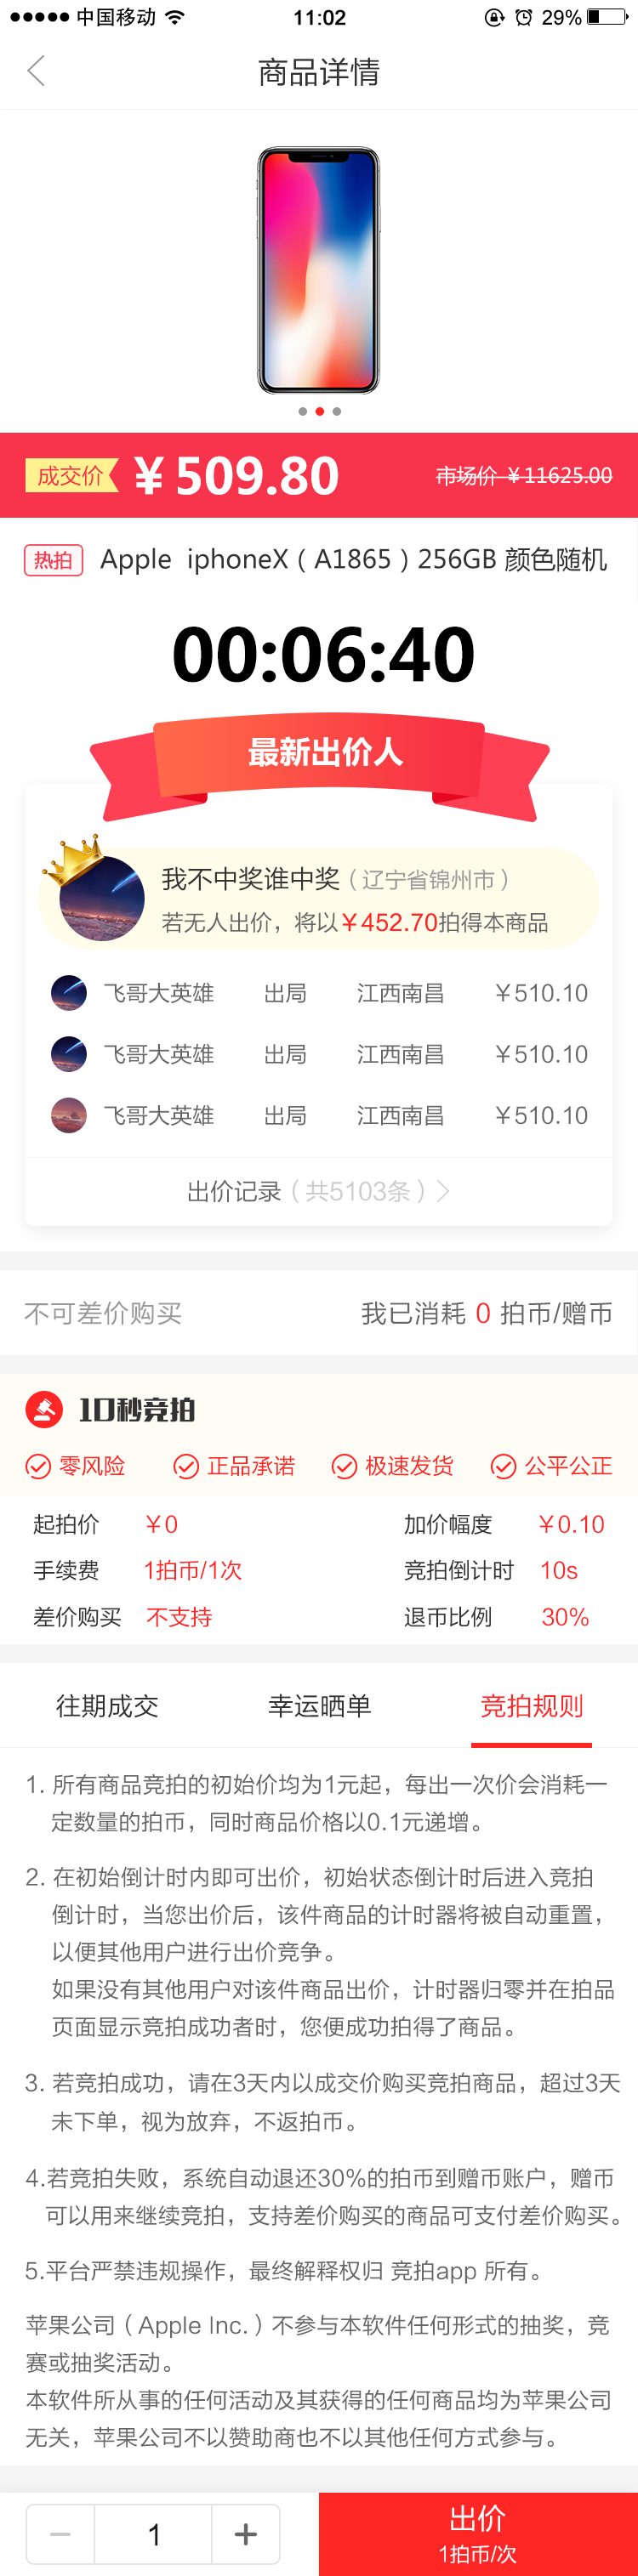 中国移动 11:02 29%
商品详情
成交价 ¥509.80 市场价 ¥11625.00
热拍 Apple iphoneX（A1865）256GB 颜色随机
00:06:40
最新出价人
我不中奖谁中奖（辽宁省锦州市）
若无人出价，将以¥452.70拍得本商品
飞哥大英雄 出局 江西南昌 ¥510.10
飞哥大英雄 出局 江西南昌 ¥510.10
飞哥大英雄 出局 江西南昌 ¥510.10
出价记录（共5103条）
不可差价购买 我已消耗 0 拍币/赠币
10秒竞拍
零风险 正品承诺 极速发货 公平公正
起拍价 ¥0 加价幅度 ¥0.10
手续费 1拍币/1次 竞拍倒计时 10s
差价购买 不支持 退币比例 30%
往期成交 幸运晒单 竞拍规则
1. 所有商品竞拍的初始价均为1元起，每出一次价会消耗一
定数量的拍币，同时商品价格以0.1元递增。
2. 在初始倒计时内即可出价，初始状态倒计时后进入竞拍
倒计时，当您出价后，该件商品的计时器将被自动重置，
以便其他用户进行出价竞争。
如果没有其他用户对该件商品出价，计时器归零并在拍品
页面显示竞拍成功者时，您便成功拍得了商品。
3. 若竞拍成功，请在3天内以成交价购买竞拍商品，超过3天
未下单，视为放弃，不返拍币。
4.若竞拍失败，系统自动退还30%的拍币到赠币账户，赠币
可以用来继续竞拍，支持差价购买的商品可支付差价购买。
5.平台严禁违规操作，最终解释权归 竞拍app 所有。
苹果公司（Apple Inc.）不参与本软件任何形式的抽奖，竞
赛或抽奖活动。
本软件所从事的任何活动及其获得的任何商品均为苹果公司
无关，苹果公司不以赞助商也不以其他任何方式参与。
1 出价
1拍币/次